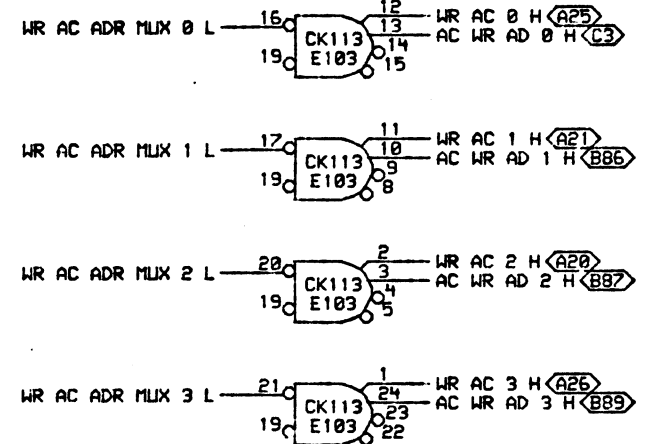 12 WR AC 0 H A25
WR AC ADR MUX 0 L 16 13 AC WR AD 0 H C3
CK113 14
19 E103 15
11 WR AC 1 H A21
WR AC ADR MUX 1 L 17 10 AC WR AD 1 H B86
CK113 9
19 E103 8
2 WR AC 2 H A20
WR AC ADR MUX 2 L 20 3 AC WR AD 2 H B87
CK113 4
19 E103 5
1 WR AC 3 H A26
WR AC ADR MUX 3 L 21 24 AC WR AD 3 H B89
CK113 23
19 E103 22